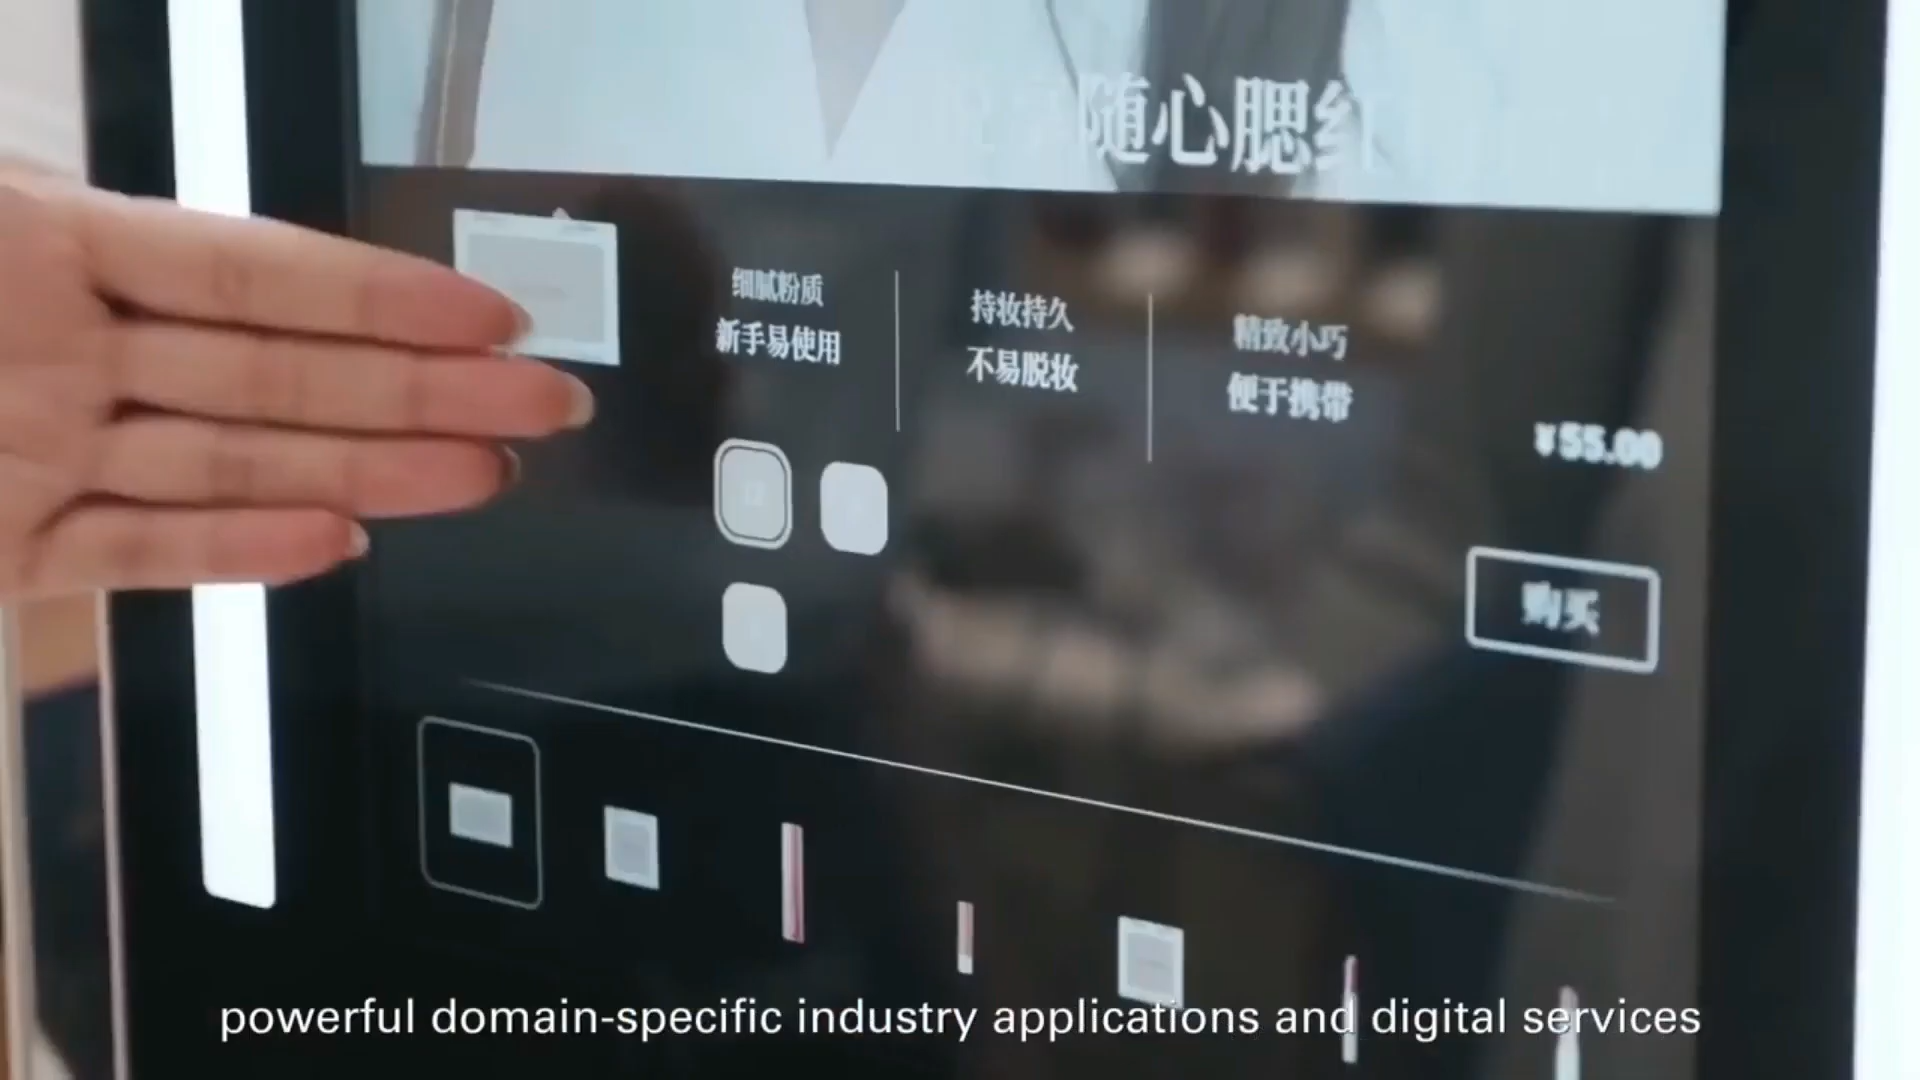 随心腮红
细腻粉质
新手易使用
持妆持久
不易脱妆
精致小巧
便于携带
¥55.00
购买
powerful domain-specific industry applications and digital services